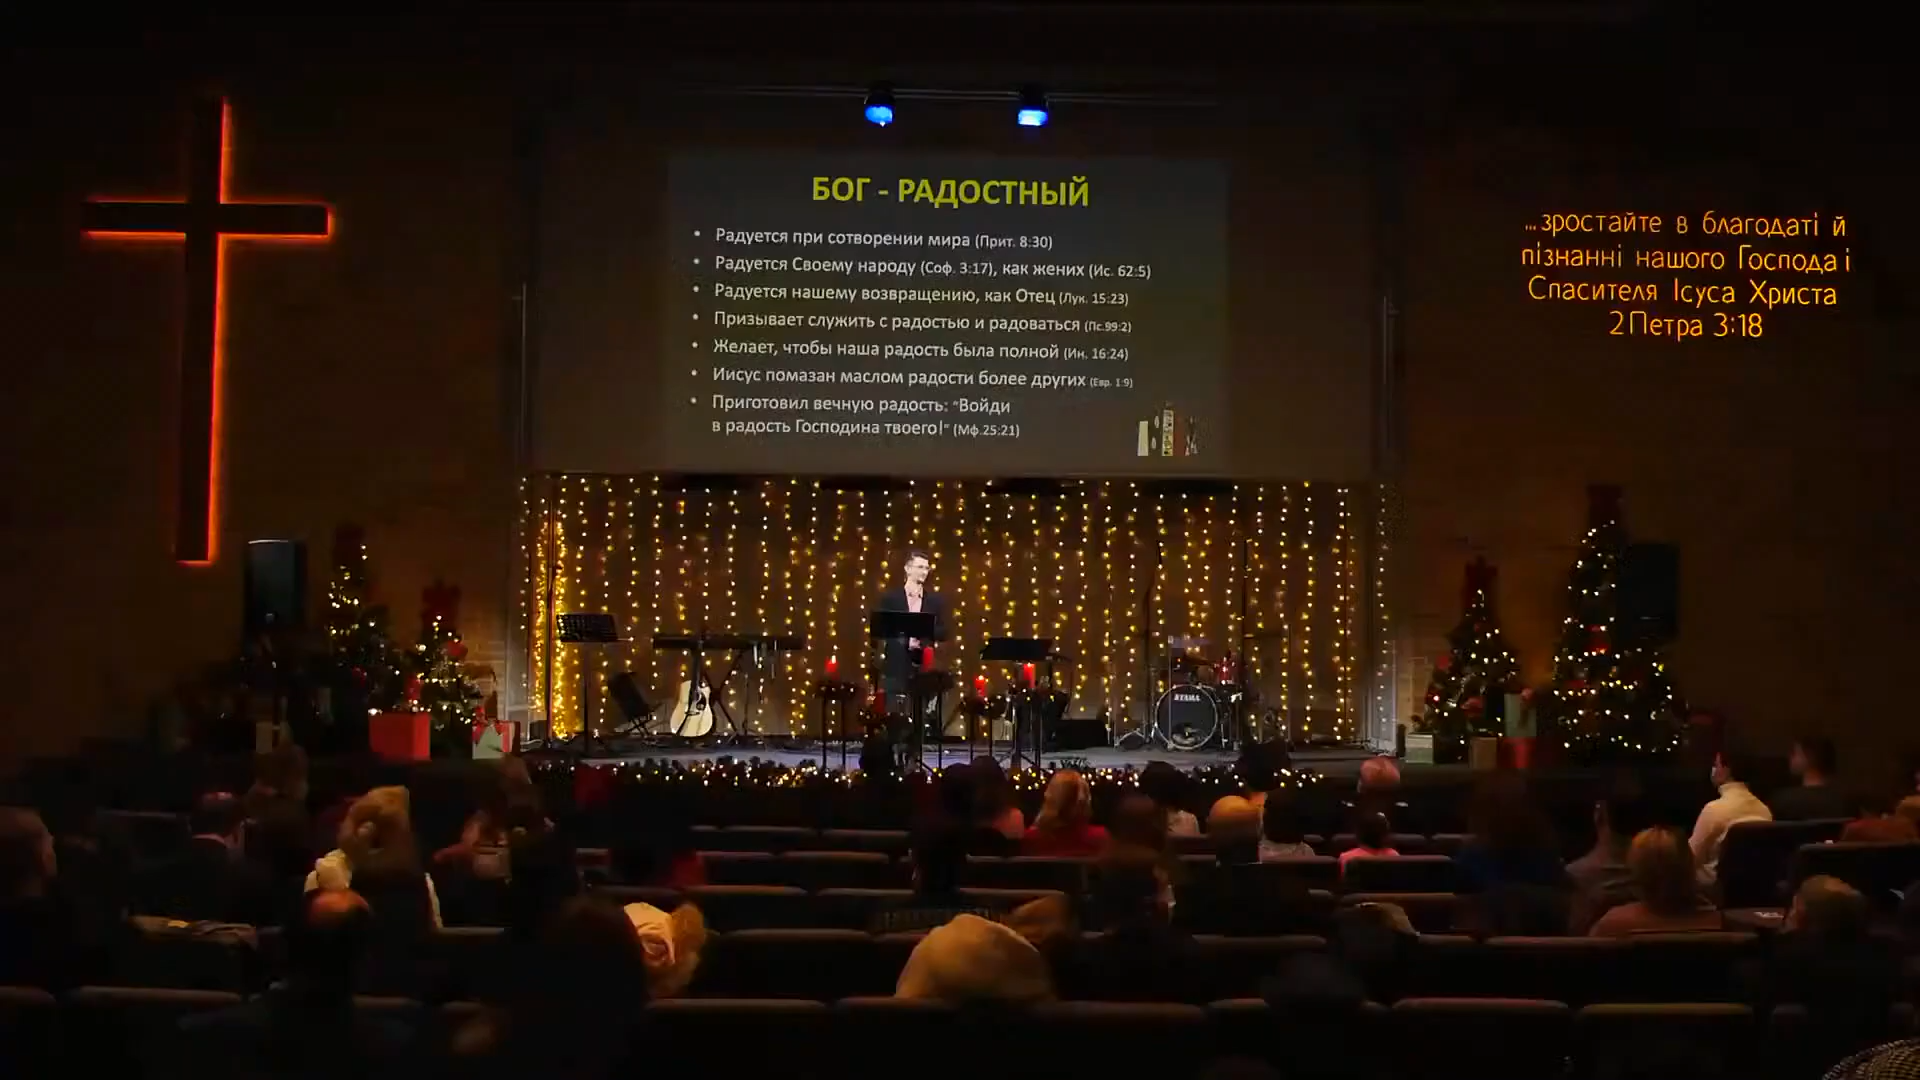 БОГ - РАДОСТНЫЙ
• Радуется при сотворении мира (Прит. 8:30)
• Радуется Своему народу (Соф. 3:17), как жених (Ис. 62:5)
• Радуется нашему возвращению, как Отец (Лук. 15:23)
• Призывает служить с радостью и радоваться (Пс.99:2)
• Желает, чтобы наша радость была полной (Ин. 16:24)
• Иисус помазан маслом радости более других (Евр. 1:9)
• Приготовил вечную радость: "Войди
в радость Господина твоего!" (Мф.25:21)
...зростайте в благодаті й
пізнанні нашого Господа і
Спасителя Ісуса Христа
2 Петра 3:18
TAMA